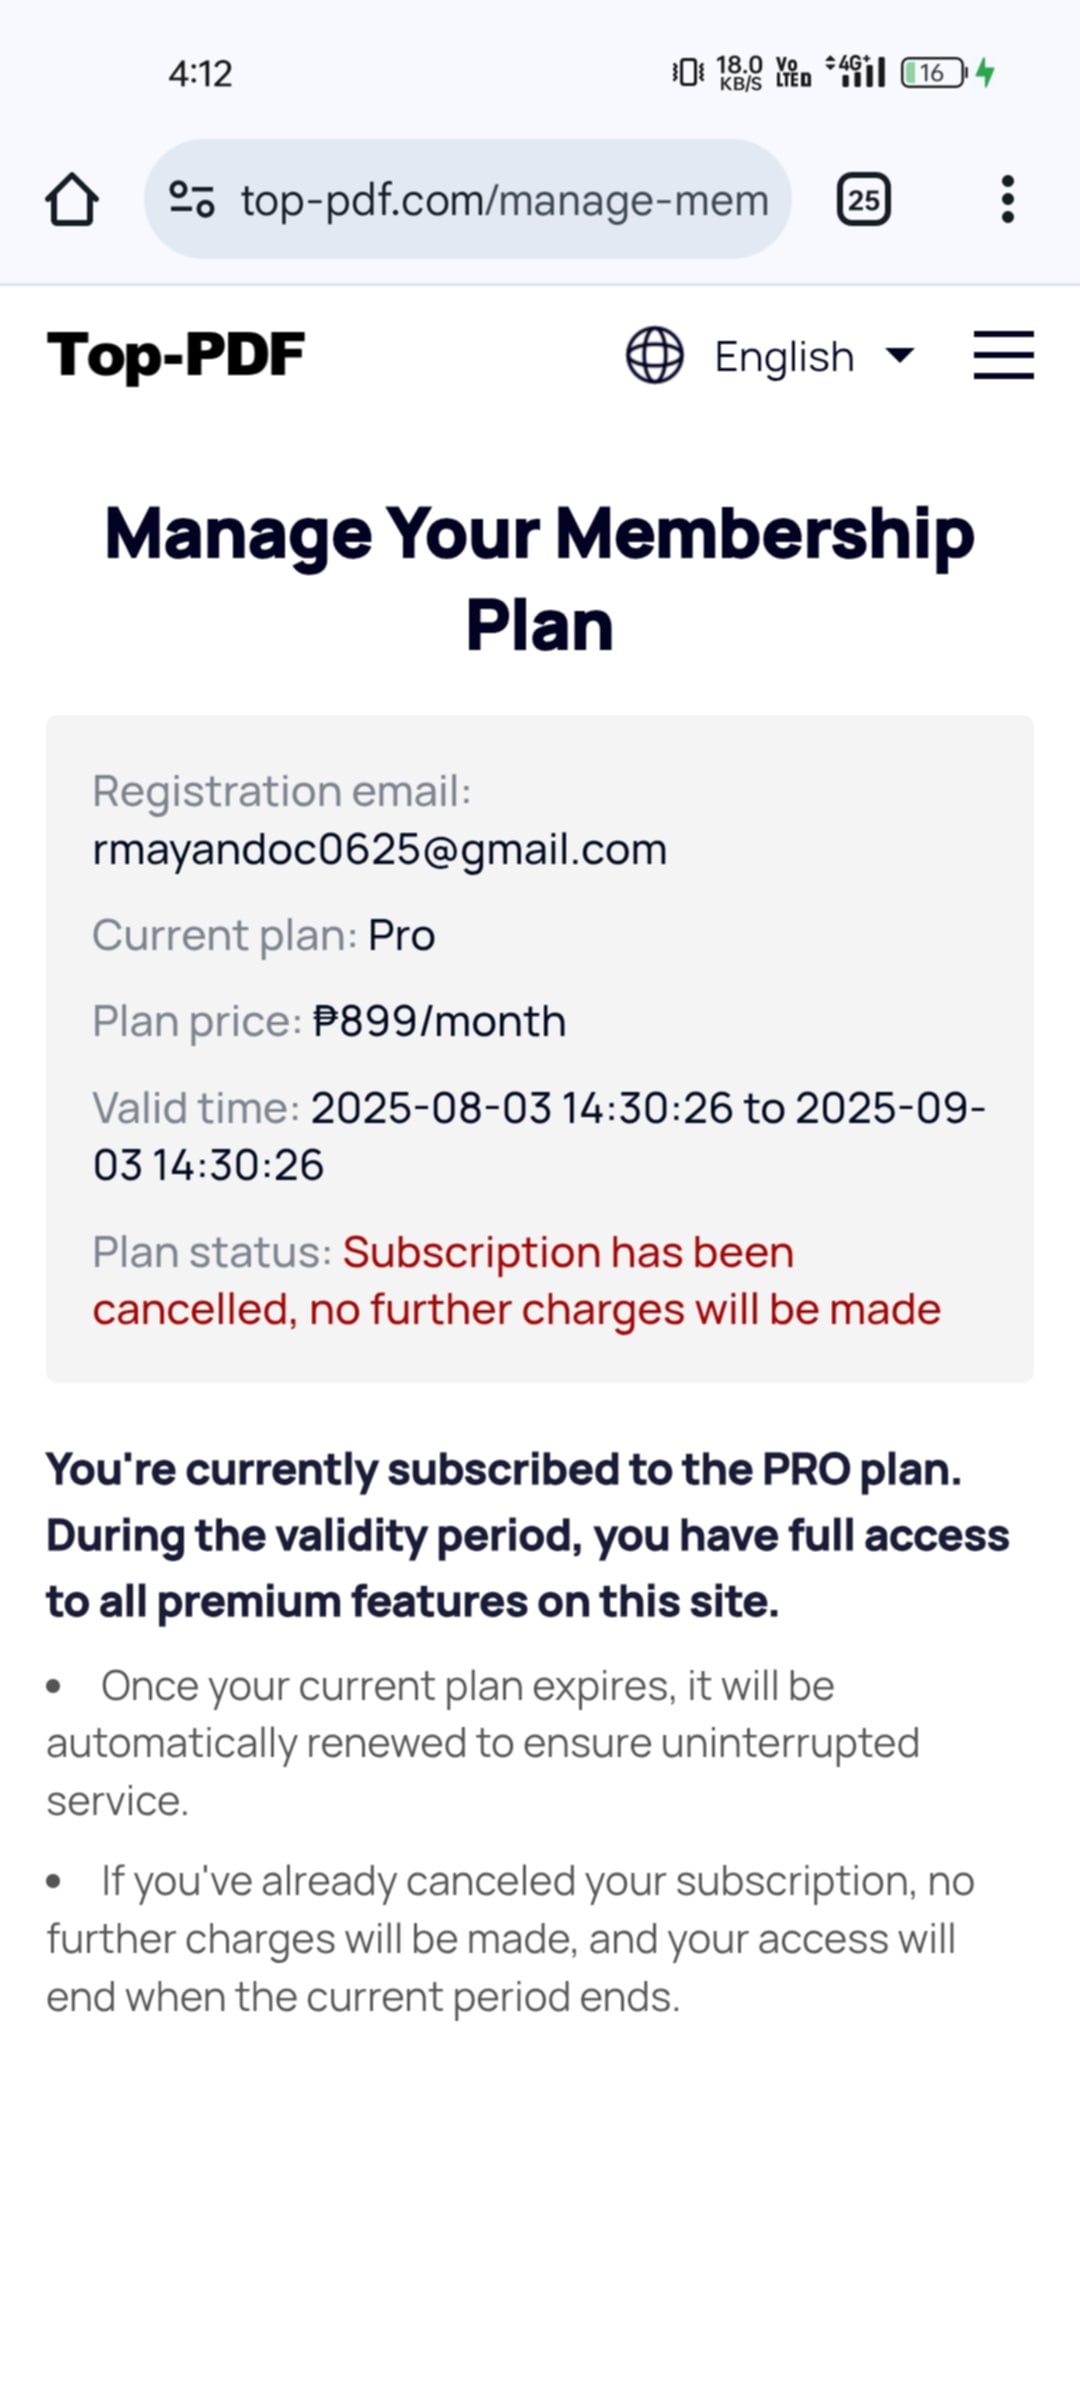 4:12
18.0 KB/S Vo LTE D 4G+ 16
top-pdf.com/manage-mem
25
Top-PDF
English
Manage Your Membership
Plan
Registration email:
rmayandoc0625@gmail.com
Current plan: Pro
Plan price: ₱899/month
Valid time: 2025-08-03 14:30:26 to 2025-09-
03 14:30:26
Plan status: Subscription has been
cancelled, no further charges will be made
You're currently subscribed to the PRO plan.
During the validity period, you have full access
to all premium features on this site.
• Once your current plan expires, it will be
automatically renewed to ensure uninterrupted
service.
• If you've already canceled your subscription, no
further charges will be made, and your access will
end when the current period ends.